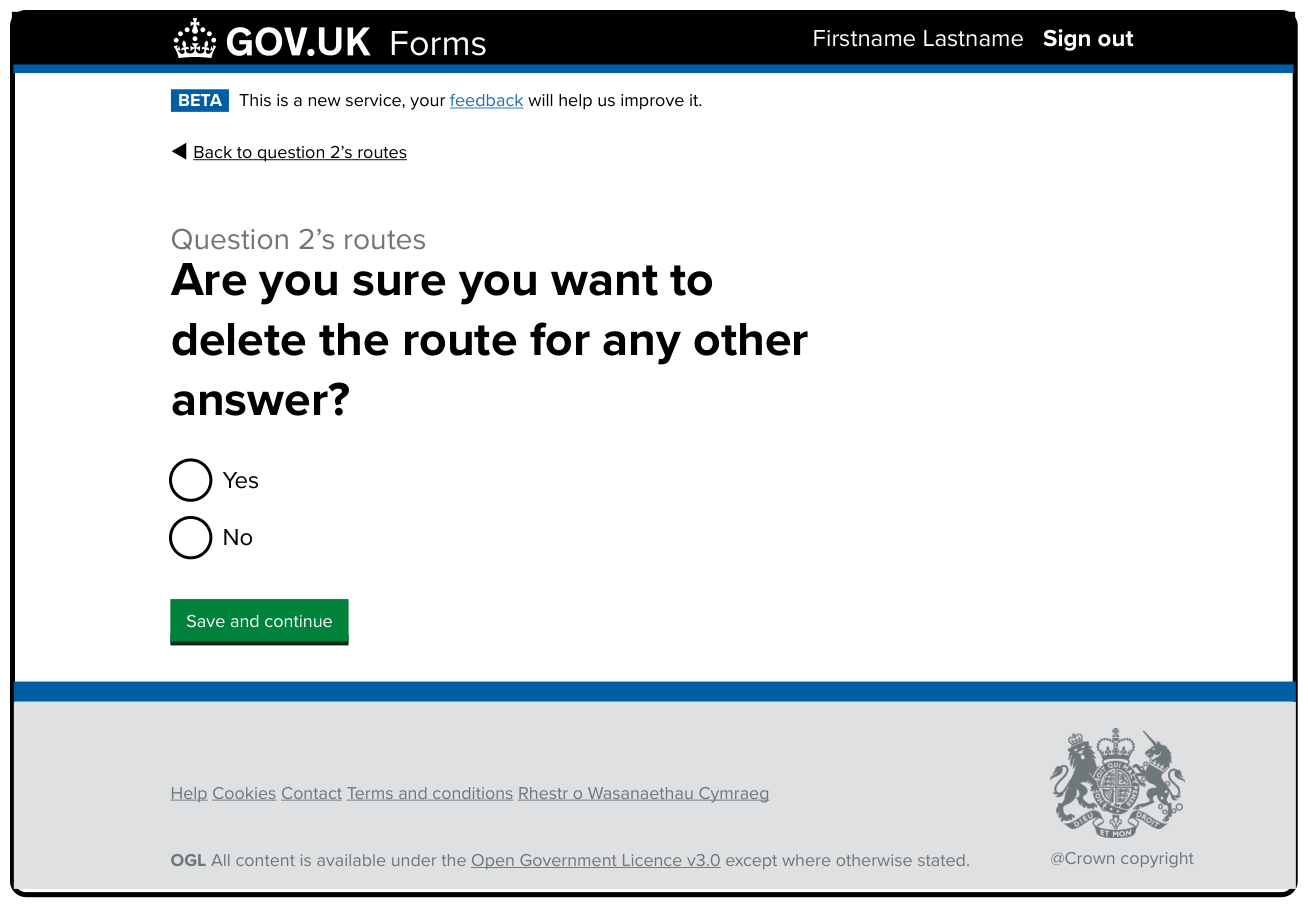 GOV.UK Forms Firstname Lastname Sign out
BETA This is a new service, your feedback will help us improve it.
Back to question 2’s routes
Question 2’s routes
Are you sure you want to
delete the route for any other
answer?
Yes
No
Save and continue
Help Cookies Contact Terms and conditions Rhestr o Wasanaethau Cymraeg
DIEU ET MON DROIT
OGL All content is available under the Open Government Licence v3.0 except where otherwise stated.
@Crown copyright